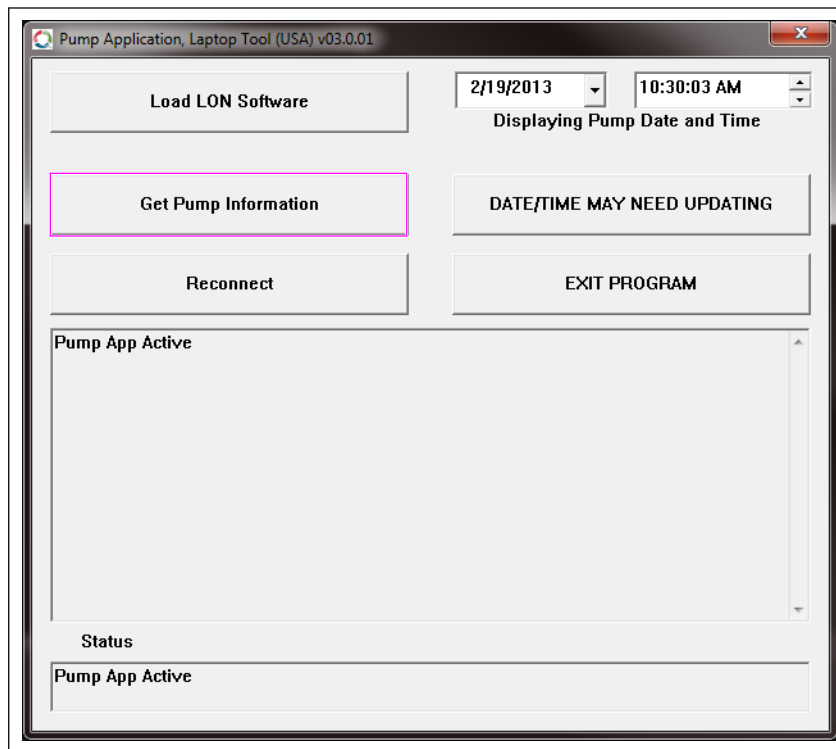 Pump Application, Laptop Tool (USA) v03.0.01
Load LON Software
2/19/2013
10:30:03 AM
Displaying Pump Date and Time
Get Pump Information
DATE/TIME MAY NEED UPDATING
Reconnect
EXIT PROGRAM
Pump App Active
Status
Pump App Active